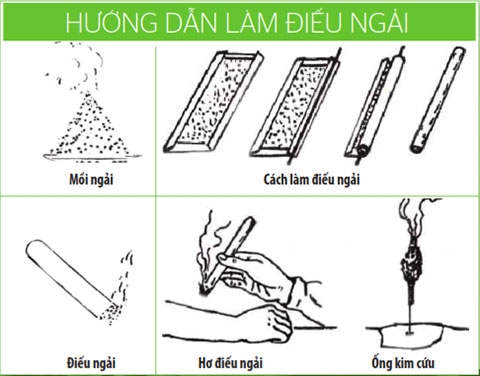 HƯỚNG DẪN LÀM ĐIẾU NGẢI
Mồi ngải
Cách làm điếu ngải
Điếu ngải
Hơ điếu ngải
Ống kim cứu